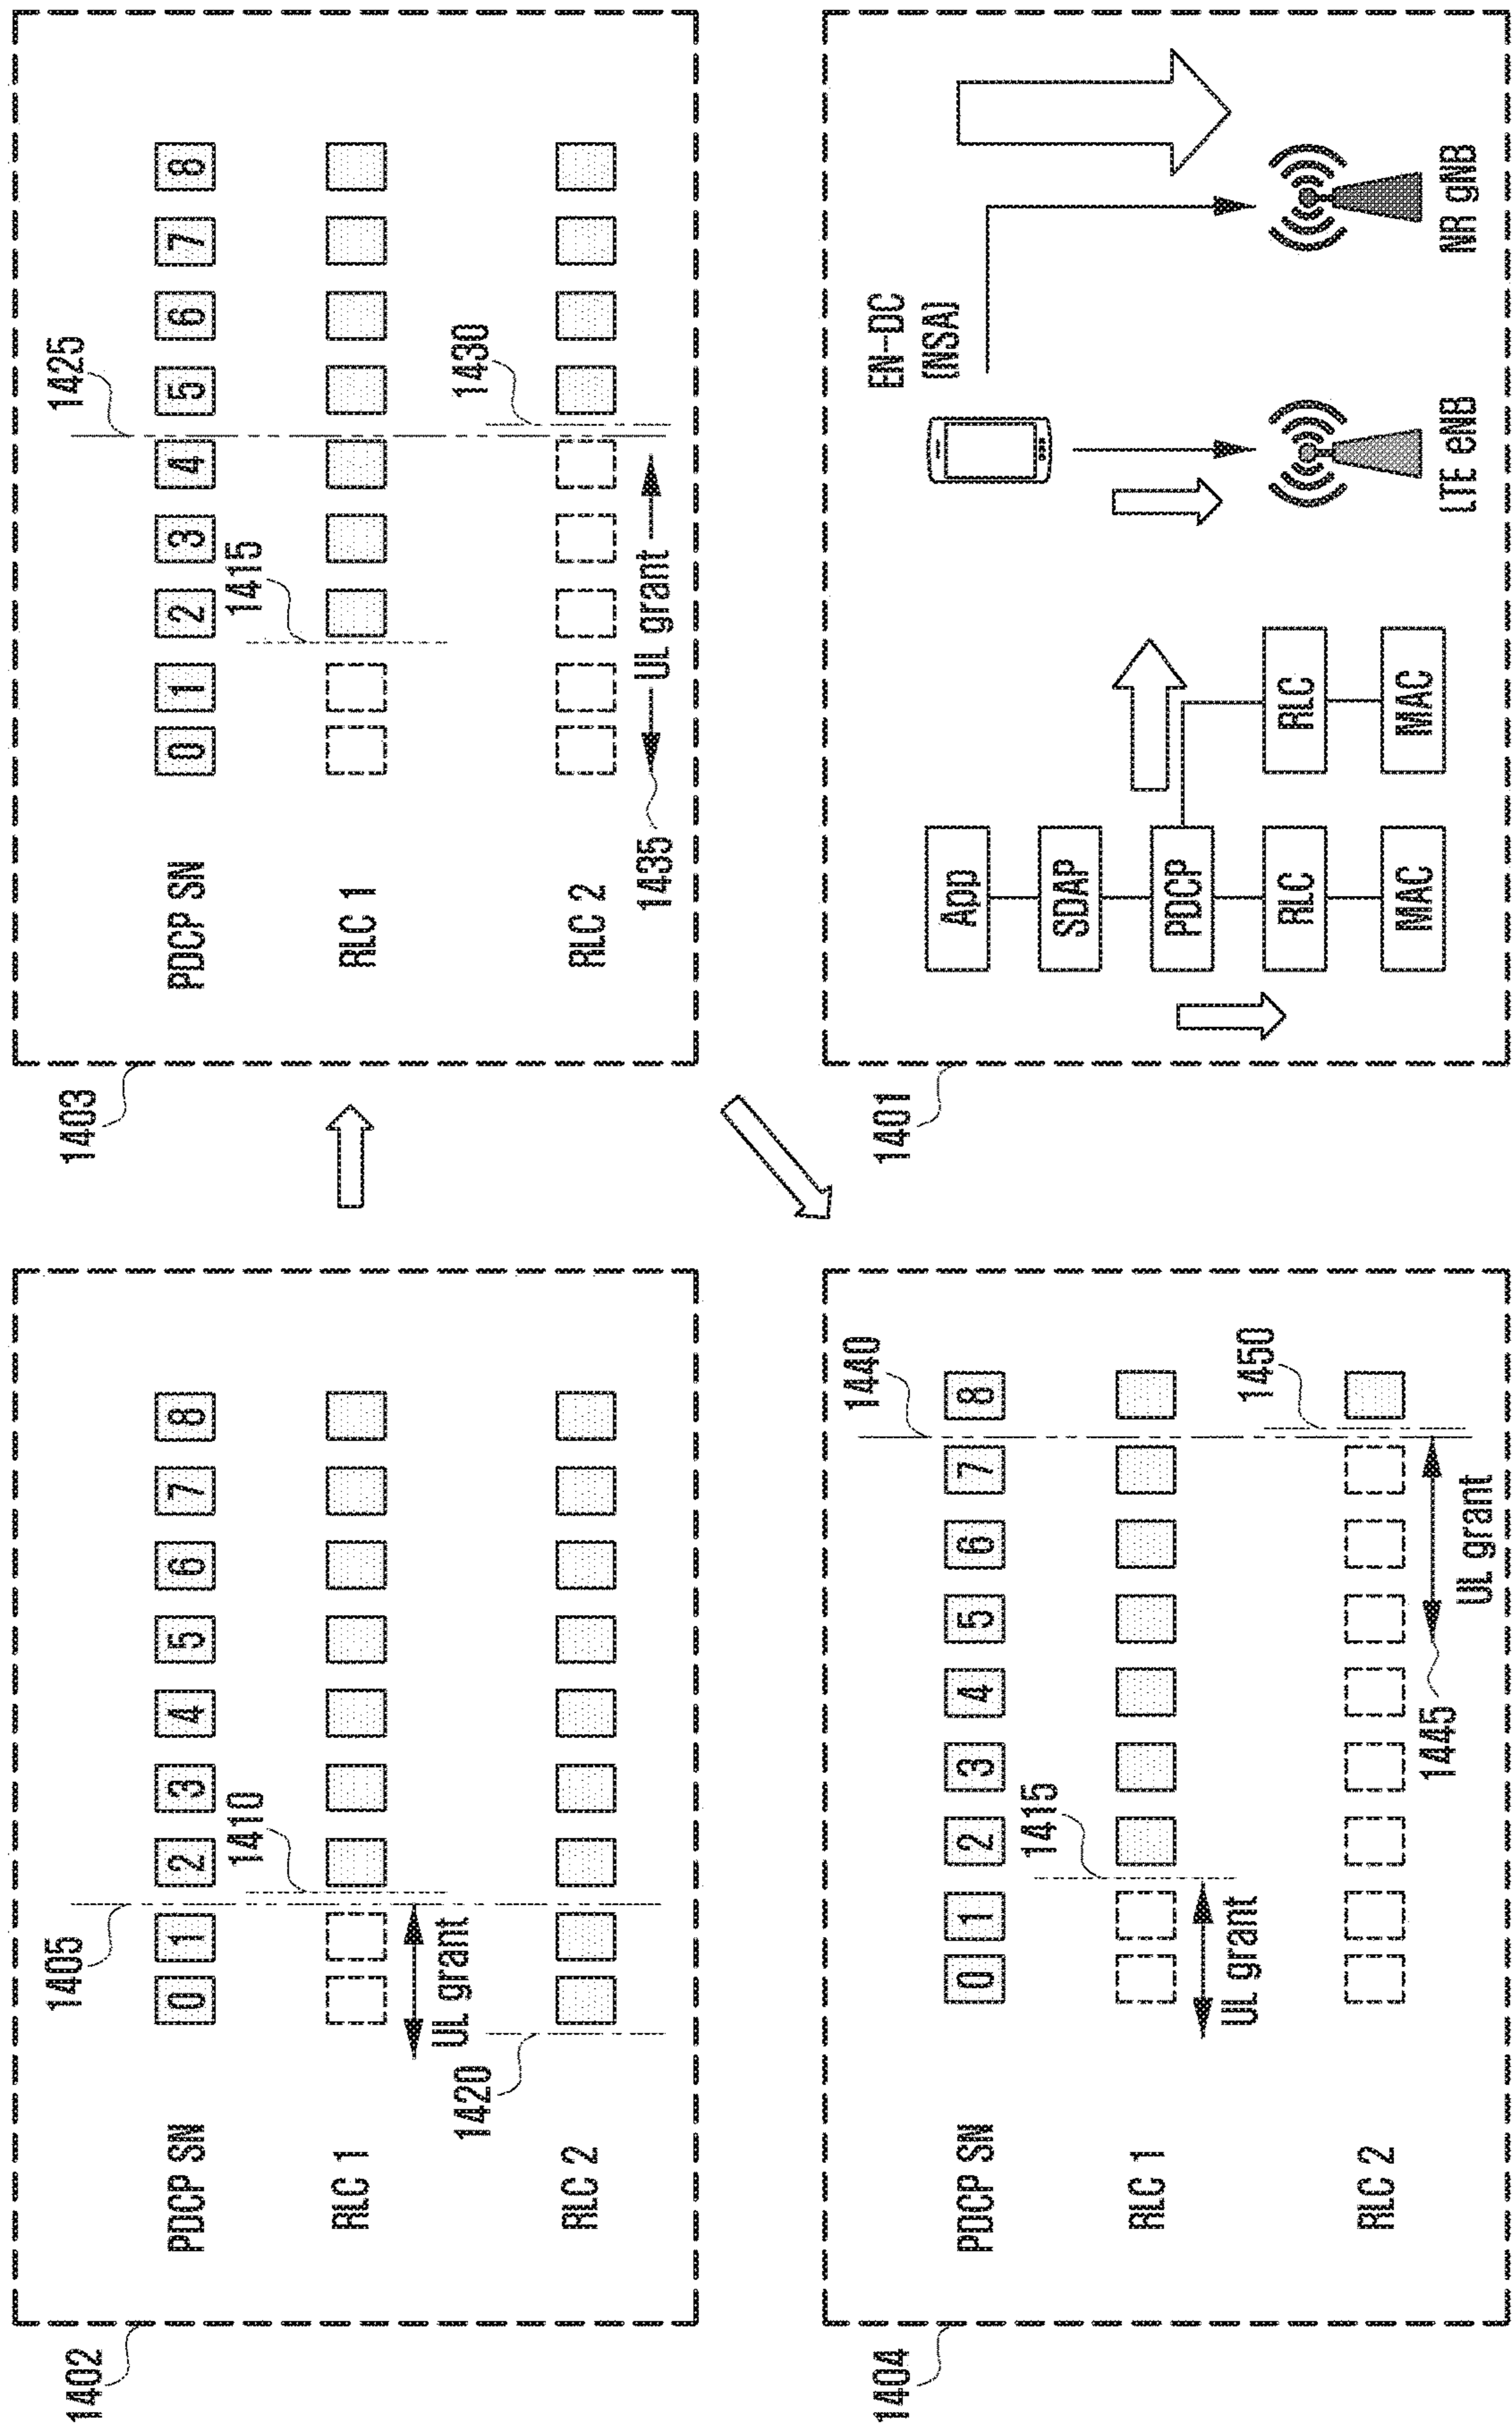 1402
1405
PDCP SN 0 1 2 3 4 5 6 7 8
1410
RLC 1
UL grant
1420
RLC 2
1403
1425
PDCP SN 0 1 2 3 4 5 6 7 8
1415
RLC 1
1430
RLC 2
1435
UL grant
1404
1440
PDCP SN 0 1 2 3 4 5 6 7 8
1415
RLC 1
UL grant
1450
RLC 2
1445
UL grant
1401
App
SDAP
PDCP
RLC
RLC
MAC
MAC
EN-DC
[NSA]
LTE eNB
NR gNB